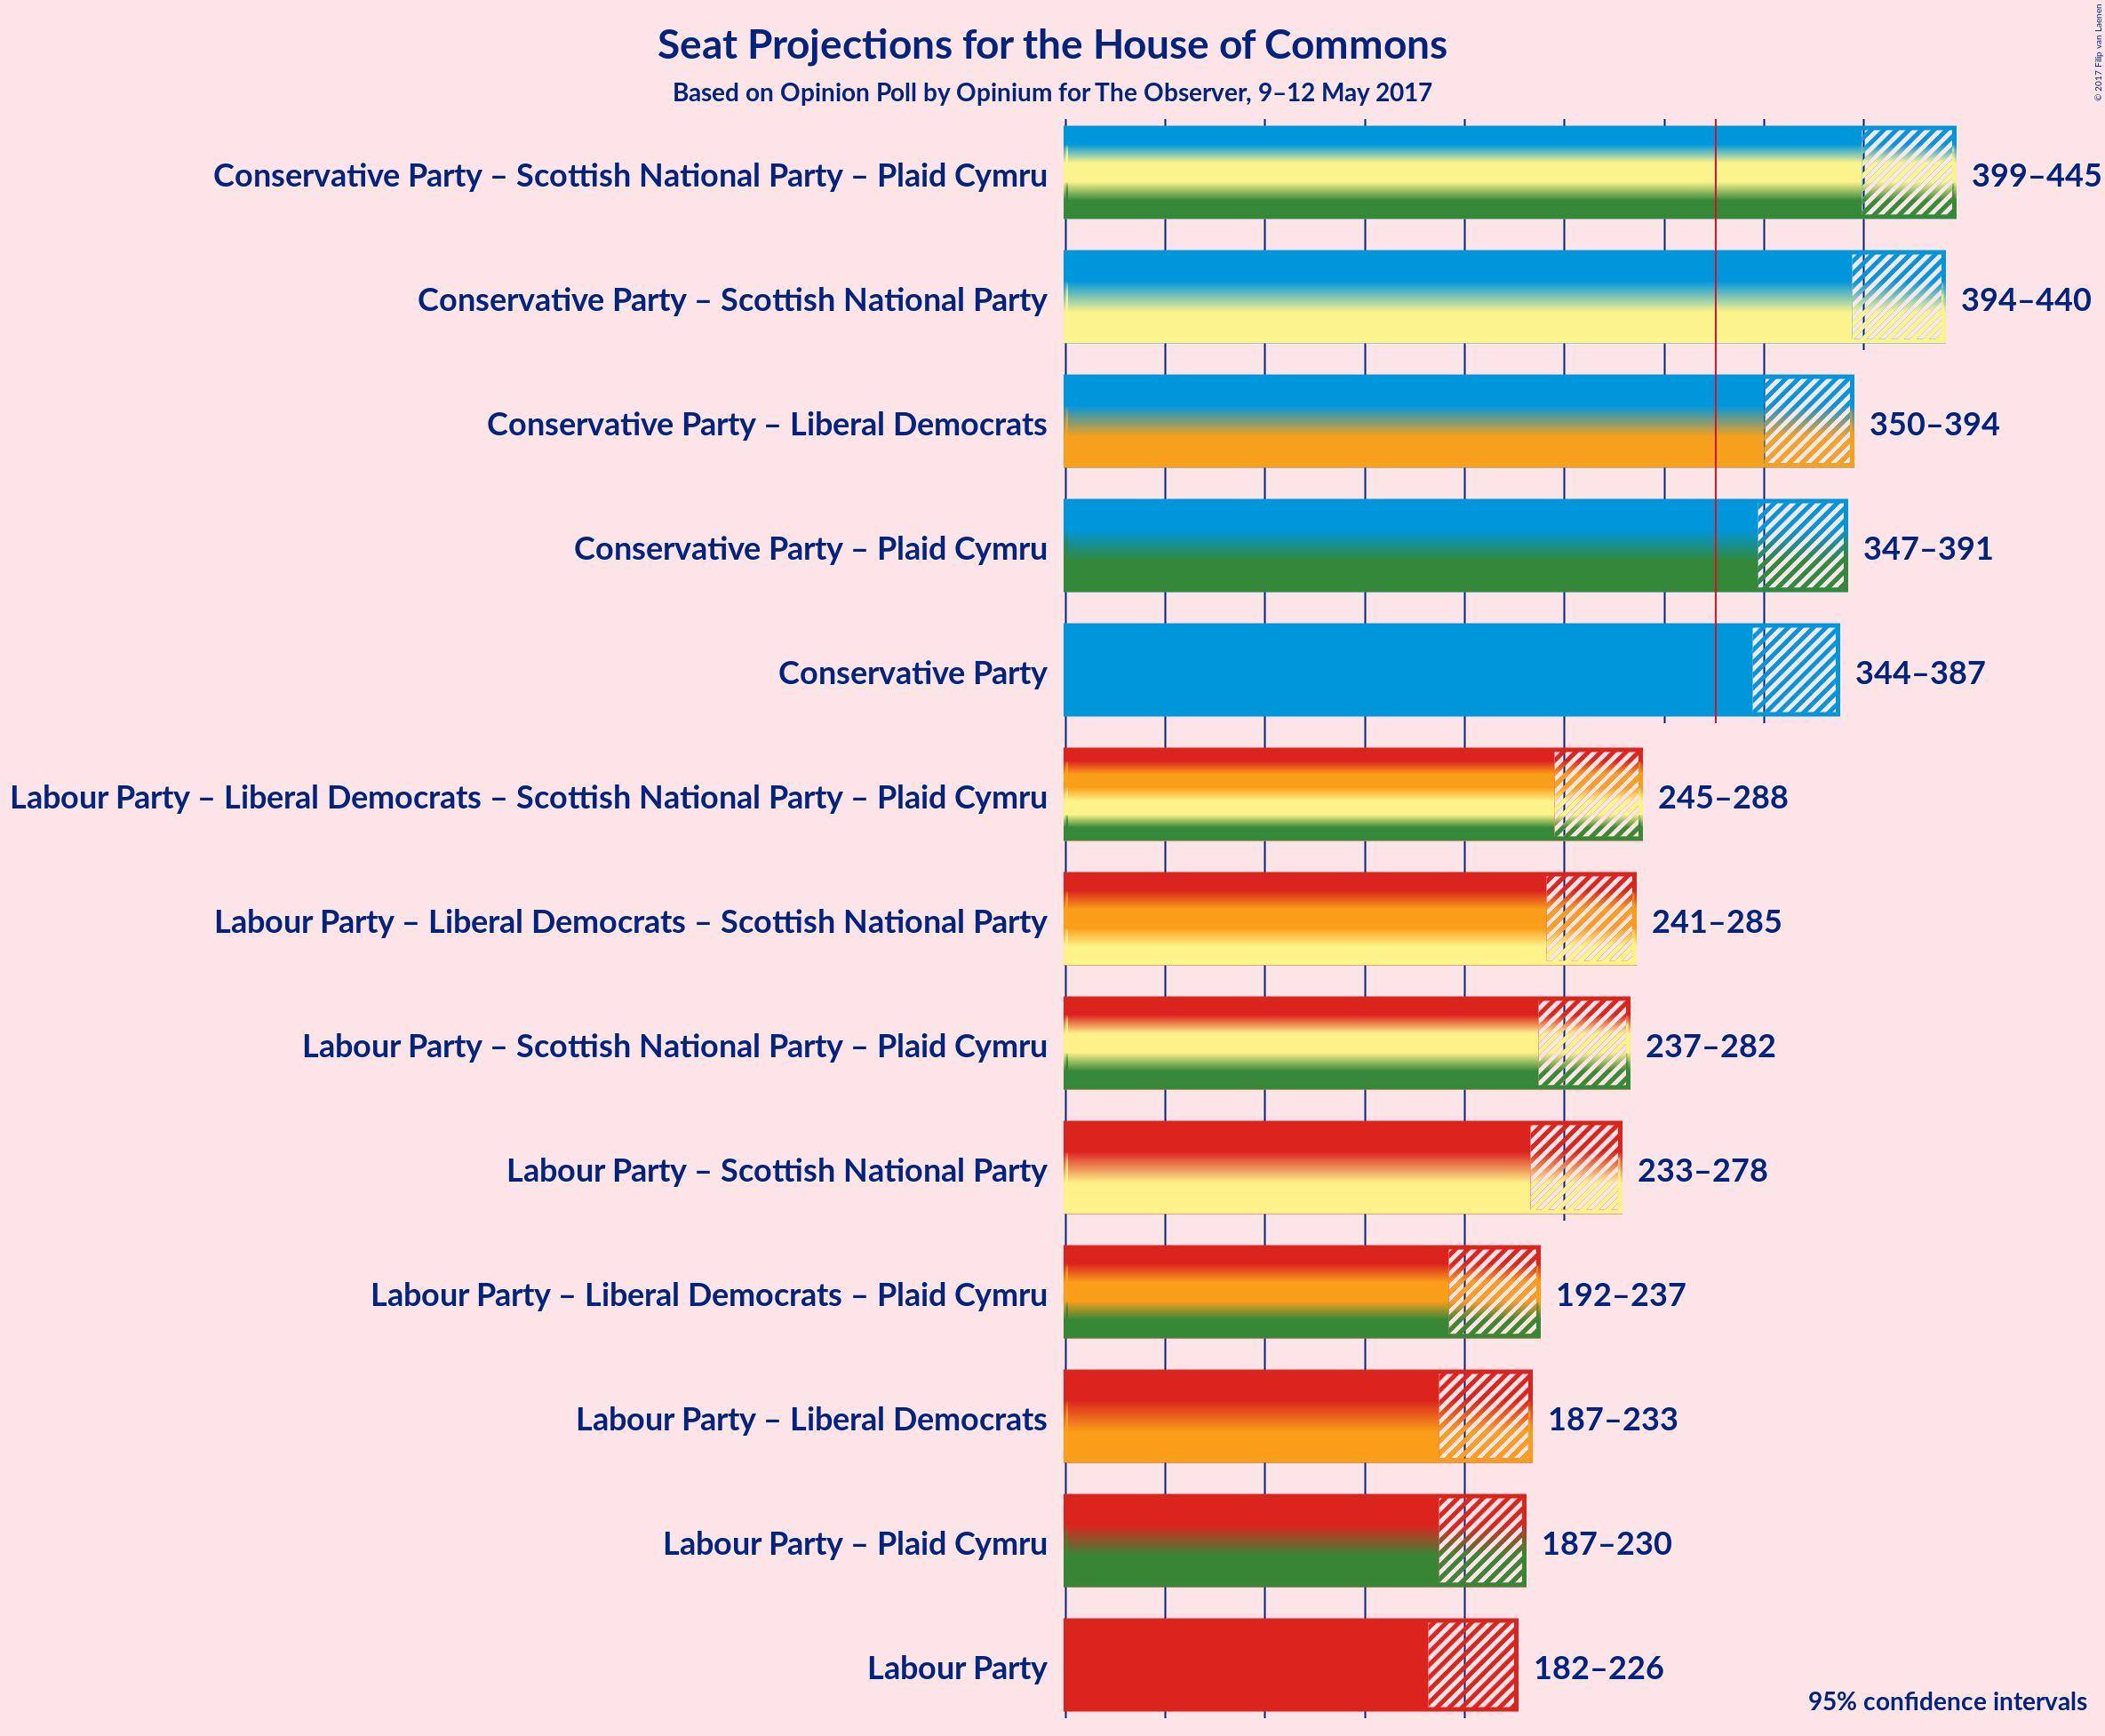 Seat Projections for the House of Commons
Based on Opinion Poll by Opinium for The Observer, 9–12 May 2017
© 2017 Filip van Laenen
Conservative Party – Scottish National Party – Plaid Cymru 399–445
Conservative Party – Scottish National Party 394–440
Conservative Party – Liberal Democrats 350–394
Conservative Party – Plaid Cymru 347–391
Conservative Party 344–387
Labour Party – Liberal Democrats – Scottish National Party – Plaid Cymru 245–288
Labour Party – Liberal Democrats – Scottish National Party 241–285
Labour Party – Scottish National Party – Plaid Cymru 237–282
Labour Party – Scottish National Party 233–278
Labour Party – Liberal Democrats – Plaid Cymru 192–237
Labour Party – Liberal Democrats 187–233
Labour Party – Plaid Cymru 187–230
Labour Party 182–226
95% confidence intervals